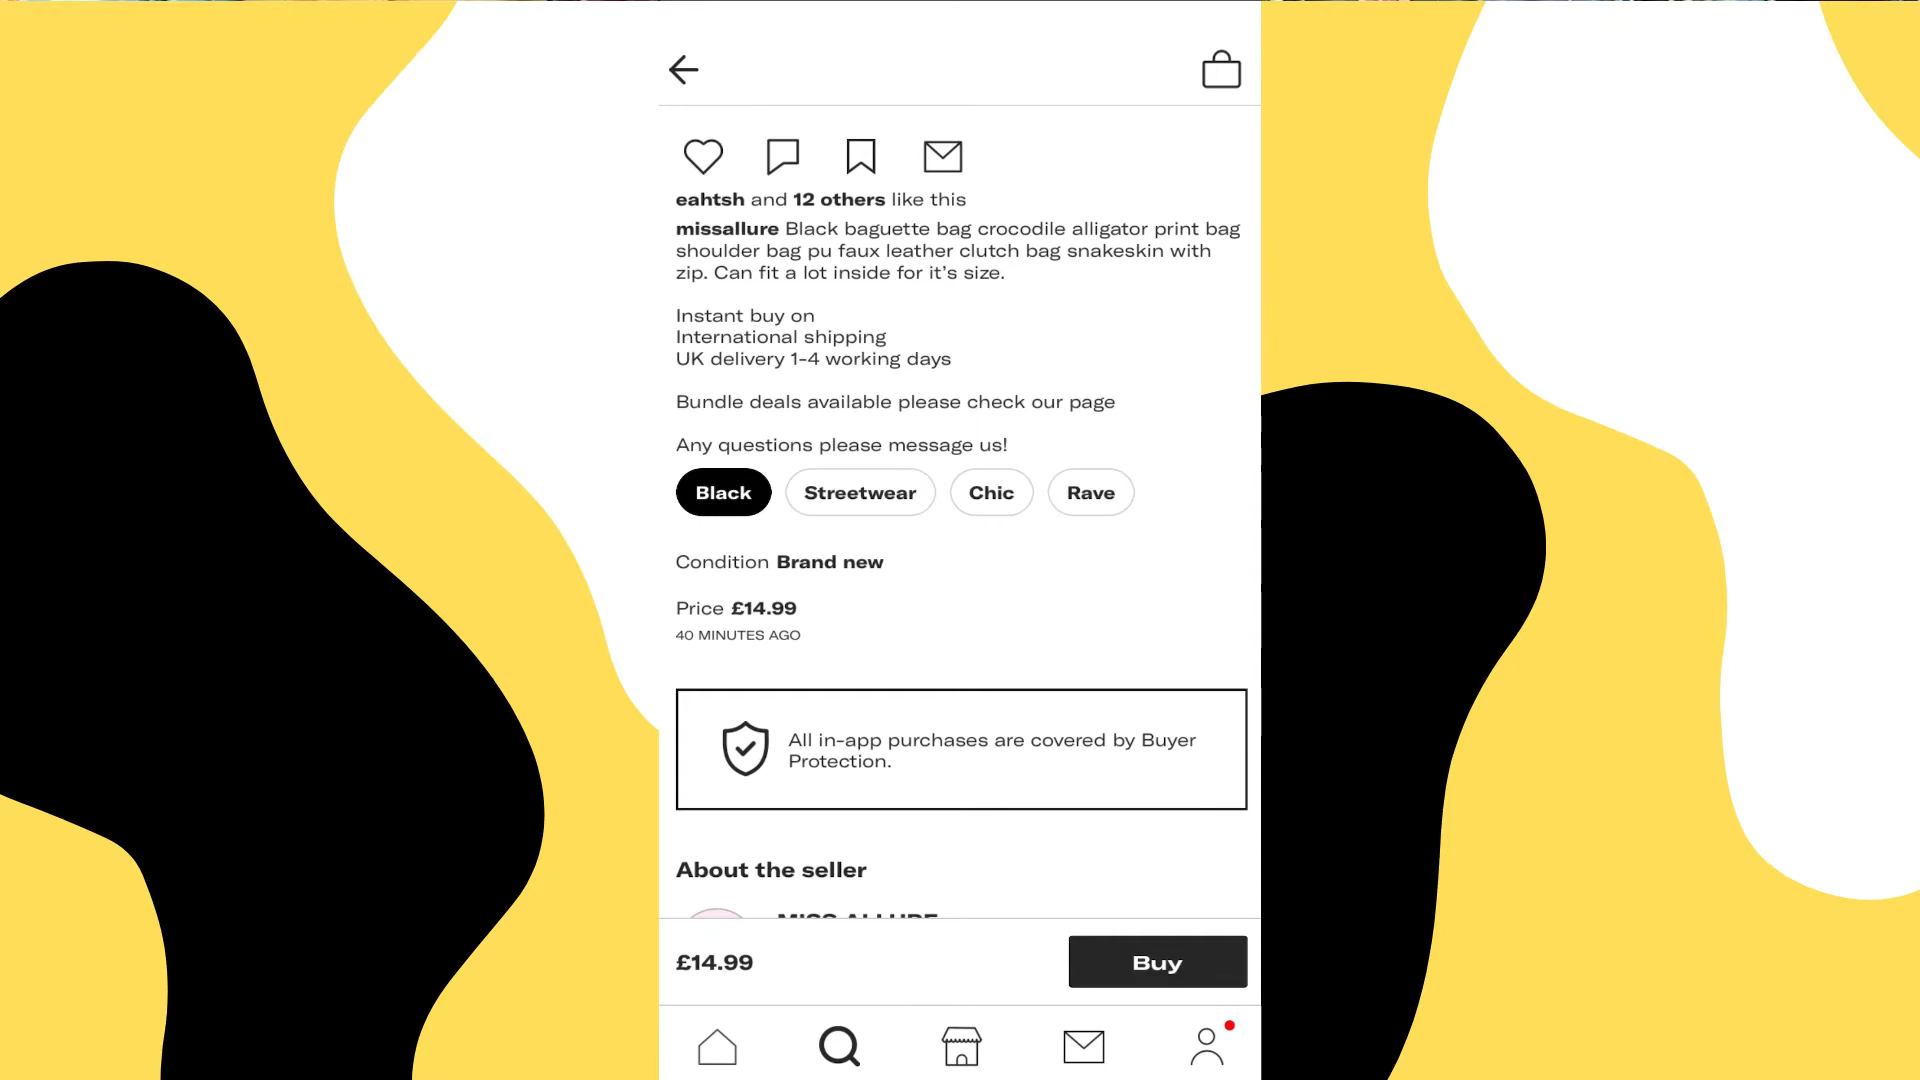 eahtsh and 12 others like this
missallure Black baguette bag crocodile alligator print bag
shoulder bag pu faux leather clutch bag snakeskin with
zip. Can fit a lot inside for it's size.
Instant buy on
International shipping
UK delivery 1-4 working days
Bundle deals available please check our page
Any questions please message us!
Black Streetwear Chic Rave
Condition Brand new
Price £14.99
40 MINUTES AGO
All in-app purchases are covered by Buyer
Protection.
About the seller
MISS ALLURE
£14.99 Buy